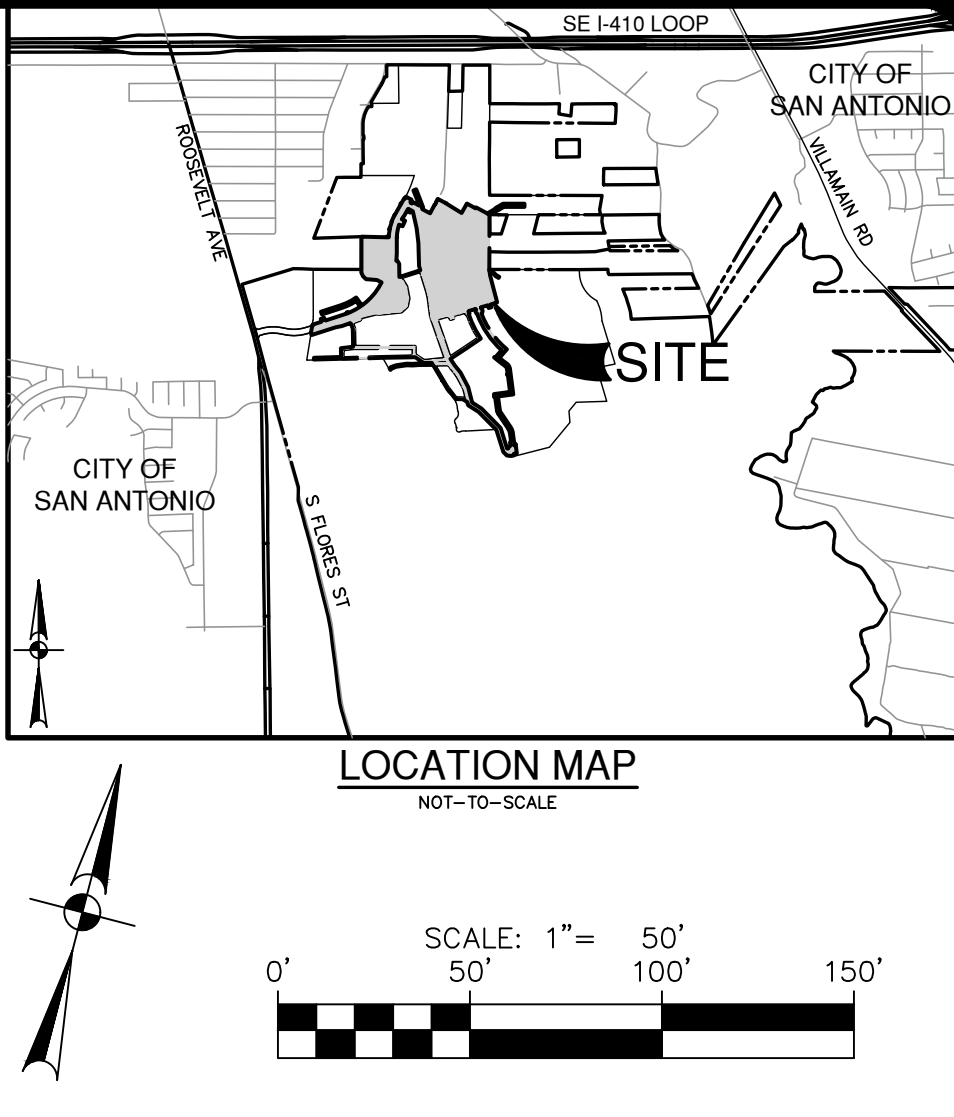 SE I-410 LOOP
CITY OF
SAN ANTONIO
ROOSEVELT AVE
VILLAMAIN RD
SITE
CITY OF
SAN ANTONIO
S FLORES ST
LOCATION MAP
NOT-TO-SCALE
SCALE: 1"= 50'
0' 50' 100' 150'